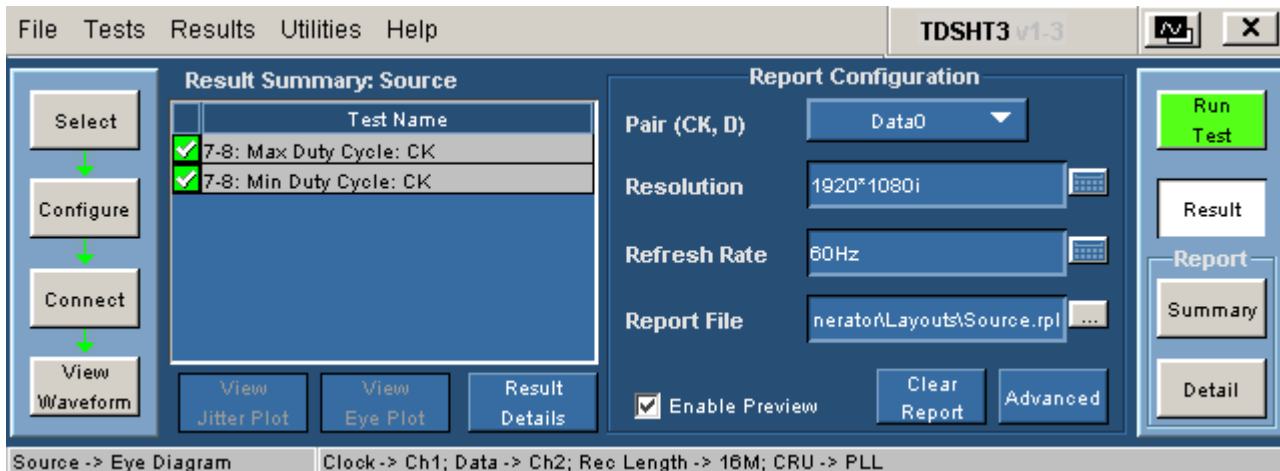 File Tests Results Utilities Help TDSHT3 v1-3
Select
Configure
Connect
View
Waveform
Result Summary: Source
Test Name
7-8: Max Duty Cycle: CK
7-8: Min Duty Cycle: CK
View
Jitter Plot
View
Eye Plot
Result
Details
Report Configuration
Pair (CK, D) Data0
Resolution 1920*1080i
Refresh Rate 60Hz
Report File nerator\Layouts\Source.rpl ...
Enable Preview
Clear
Report
Advanced
Run
Test
Result
Report
Summary
Detail
Source -> Eye Diagram Clock -> Ch1; Data -> Ch2; Rec Length -> 16M; CRU -> PLL